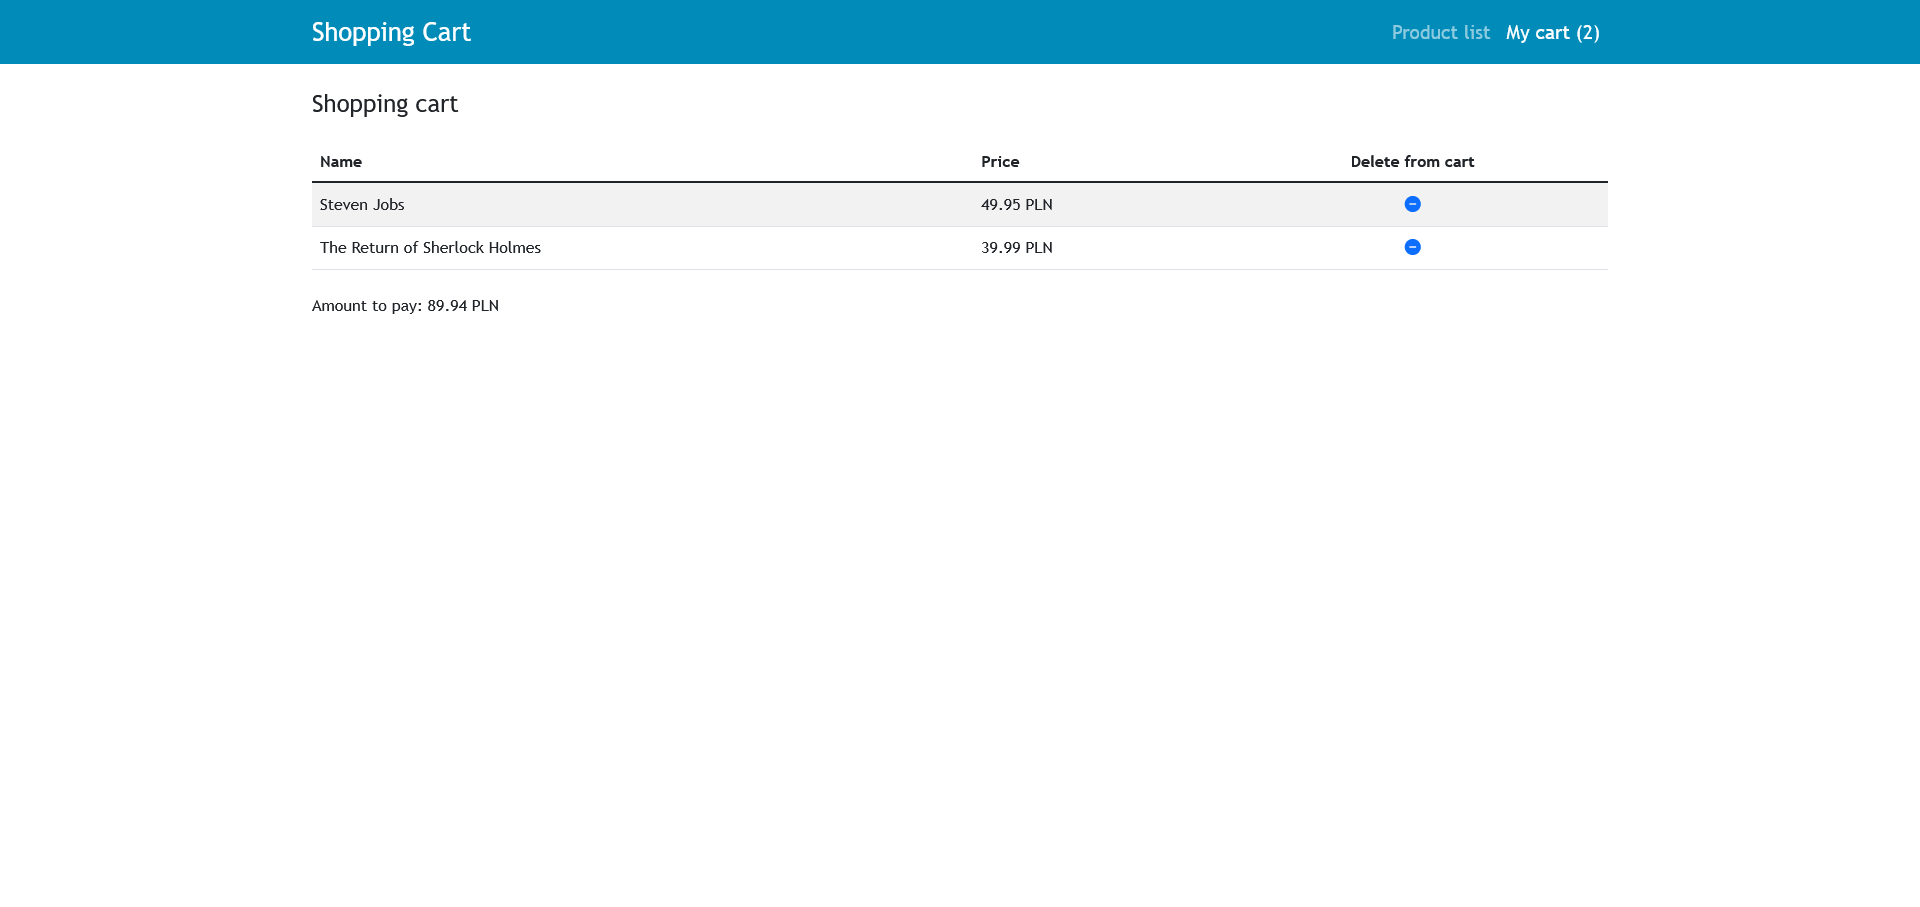 Shopping Cart
Product list My cart (2)
Shopping cart
Name Price Delete from cart
Steven Jobs 49.95 PLN
The Return of Sherlock Holmes 39.99 PLN
Amount to pay: 89.94 PLN